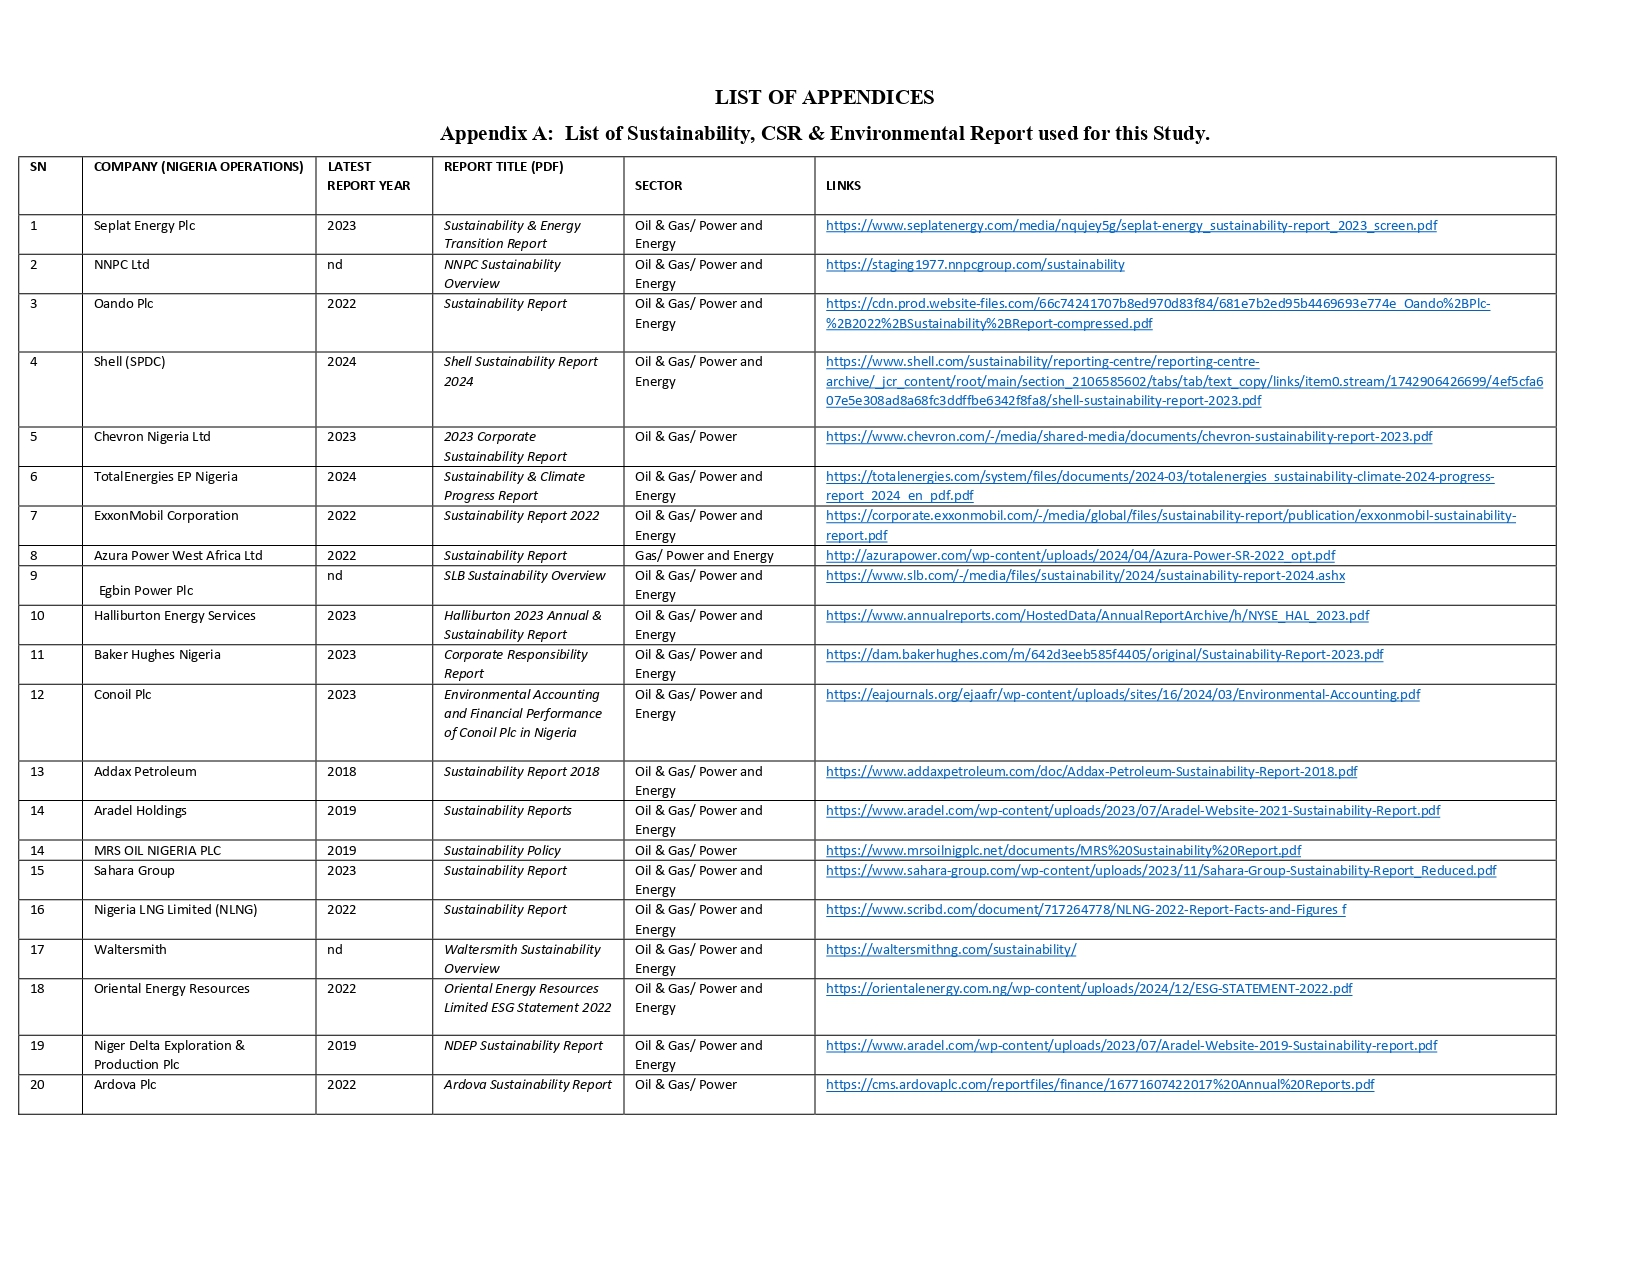 LIST OF APPENDICES
Appendix A: List of Sustainability, CSR & Environmental Report used for this Study.
SN
COMPANY (NIGERIA OPERATIONS)
LATEST
REPORT YEAR
REPORT TITLE (PDF)
SECTOR
LINKS
1
Seplat Energy Plc
2023
Sustainability & Energy
Transition Report
Oil & Gas/ Power and
Energy
https://www.seplatenergy.com/media/nqujey5g/seplat-energy_sustainability-report_2023_screen.pdf
2
NNPC Ltd
nd
NNPC Sustainability
Overview
Oil & Gas/ Power and
Energy
https://staging1977.nnpcgroup.com/sustainability
3
Oando Plc
2022
Sustainability Report
Oil & Gas/ Power and
Energy
https://cdn.prod.website-files.com/66c74241707b8ed970d83f84/681e7b2ed95b4469693e774e_Oando%2BPlc-
%2B2022%2BSustainability%2BReport-compressed.pdf
4
Shell (SPDC)
2024
Shell Sustainability Report
2024
Oil & Gas/ Power and
Energy
https://www.shell.com/sustainability/reporting-centre/reporting-centre-
archive/_jcr_content/root/main/section_2106585602/tabs/tab/text_copy/links/item0.stream/1742906426699/4ef5cfa6
07e5e308ad8a68fc3ddffbe6342f8fa8/shell-sustainability-report-2023.pdf
5
Chevron Nigeria Ltd
2023
2023 Corporate
Sustainability Report
Oil & Gas/ Power
https://www.chevron.com/-/media/shared-media/documents/chevron-sustainability-report-2023.pdf
6
TotalEnergies EP Nigeria
2024
Sustainability & Climate
Progress Report
Oil & Gas/ Power and
Energy
https://totalenergies.com/system/files/documents/2024-03/totalenergies_sustainability-climate-2024-progress-
report_2024_en_pdf.pdf
7
ExxonMobil Corporation
2022
Sustainability Report 2022
Oil & Gas/ Power and
Energy
https://corporate.exxonmobil.com/-/media/global/files/sustainability-report/publication/exxonmobil-sustainability-
report.pdf
8
Azura Power West Africa Ltd
2022
Sustainability Report
Gas/ Power and Energy
http://azurapower.com/wp-content/uploads/2024/04/Azura-Power-SR-2022_opt.pdf
9
Egbin Power Plc
nd
SLB Sustainability Overview
Oil & Gas/ Power and
Energy
https://www.slb.com/-/media/files/sustainability/2024/sustainability-report-2024.ashx
10
Halliburton Energy Services
2023
Halliburton 2023 Annual &
Sustainability Report
Oil & Gas/ Power and
Energy
https://www.annualreports.com/HostedData/AnnualReportArchive/h/NYSE_HAL_2023.pdf
11
Baker Hughes Nigeria
2023
Corporate Responsibility
Report
Oil & Gas/ Power and
Energy
https://dam.bakerhughes.com/m/642d3eeb585f4405/original/Sustainability-Report-2023.pdf
12
Conoil Plc
2023
Environmental Accounting
and Financial Performance
of Conoil Plc in Nigeria
Oil & Gas/ Power and
Energy
https://eajournals.org/ejaafr/wp-content/uploads/sites/16/2024/03/Environmental-Accounting.pdf
13
Addax Petroleum
2018
Sustainability Report 2018
Oil & Gas/ Power and
Energy
https://www.addaxpetroleum.com/doc/Addax-Petroleum-Sustainability-Report-2018.pdf
14
Aradel Holdings
2019
Sustainability Reports
Oil & Gas/ Power and
Energy
https://www.aradel.com/wp-content/uploads/2023/07/Aradel-Website-2021-Sustainability-Report.pdf
14
MRS OIL NIGERIA PLC
2019
Sustainability Policy
Oil & Gas/ Power
https://www.mrsoilnigplc.net/documents/MRS%20Sustainability%20Report.pdf
15
Sahara Group
2023
Sustainability Report
Oil & Gas/ Power and
Energy
https://www.sahara-group.com/wp-content/uploads/2023/11/Sahara-Group-Sustainability-Report_Reduced.pdf
16
Nigeria LNG Limited (NLNG)
2022
Sustainability Report
Oil & Gas/ Power and
Energy
https://www.scribd.com/document/717264778/NLNG-2022-Report-Facts-and-Figures f
17
Waltersmith
nd
Waltersmith Sustainability
Overview
Oil & Gas/ Power and
Energy
https://waltersmithng.com/sustainability/
18
Oriental Energy Resources
2022
Oriental Energy Resources
Limited ESG Statement 2022
Oil & Gas/ Power and
Energy
https://orientalenergy.com.ng/wp-content/uploads/2024/12/ESG-STATEMENT-2022.pdf
19
Niger Delta Exploration &
Production Plc
2019
NDEP Sustainability Report
Oil & Gas/ Power and
Energy
https://www.aradel.com/wp-content/uploads/2023/07/Aradel-Website-2019-Sustainability-report.pdf
20
Ardova Plc
2022
Ardova Sustainability Report
Oil & Gas/ Power
https://cms.ardovaplc.com/reportfiles/finance/16771607422017%20Annual%20Reports.pdf